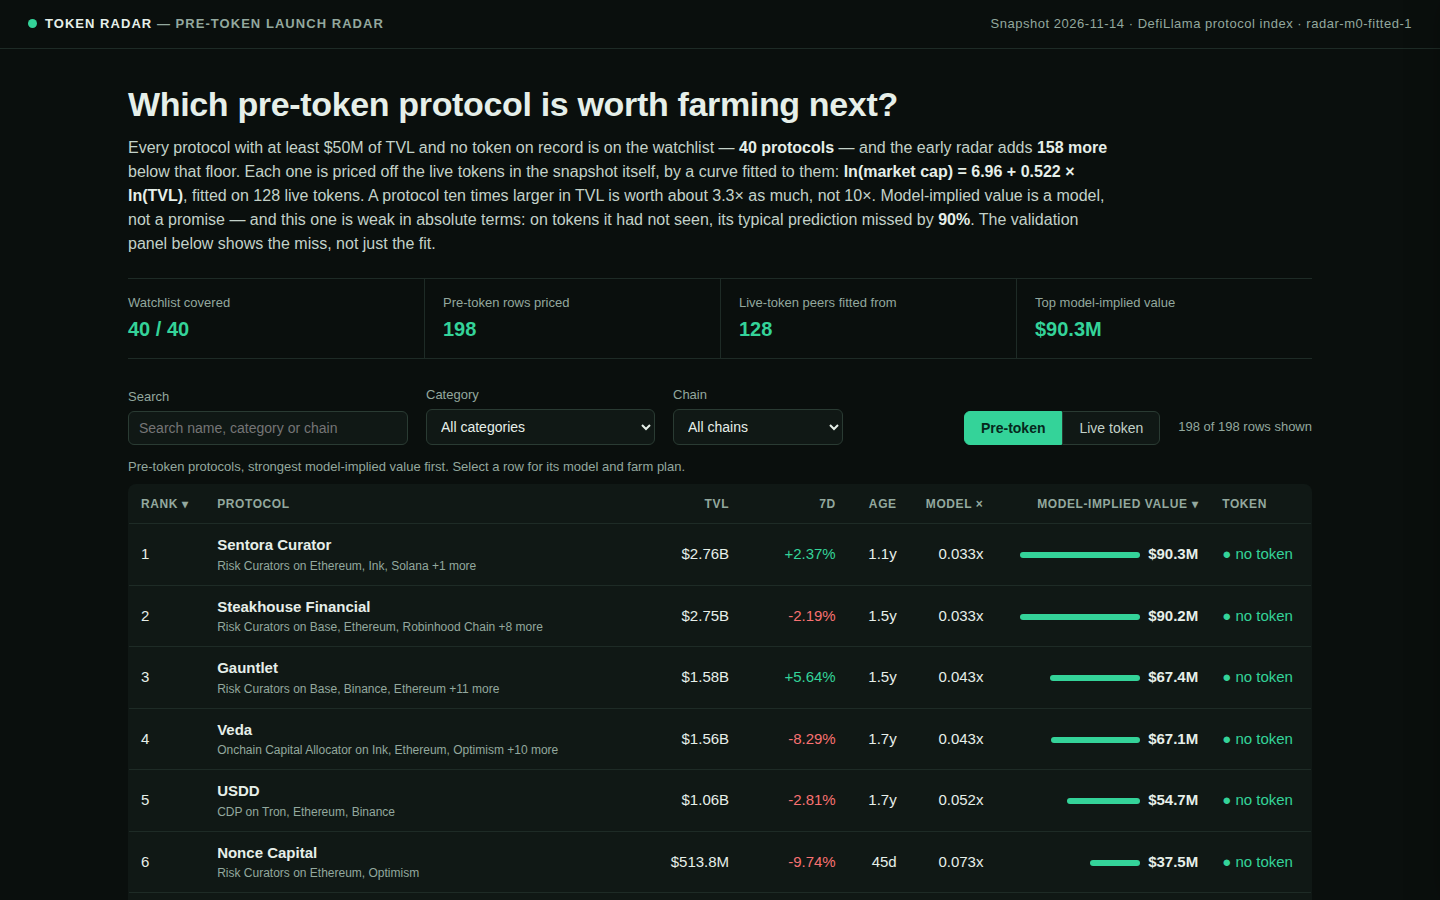 TOKEN RADAR — PRE-TOKEN LAUNCH RADAR
Snapshot 2026-11-14 · DefiLlama protocol index · radar-m0-fitted-1
Which pre-token protocol is worth farming next?
Every protocol with at least $50M of TVL and no token on record is on the watchlist — 40 protocols — and the early radar adds 158 more
below that floor. Each one is priced off the live tokens in the snapshot itself, by a curve fitted to them: ln(market cap) = 6.96 + 0.522 ×
ln(TVL), fitted on 128 live tokens. A protocol ten times larger in TVL is worth about 3.3× as much, not 10×. Model-implied value is a model,
not a promise — and this one is weak in absolute terms: on tokens it had not seen, its typical prediction missed by 90%. The validation
panel below shows the miss, not just the fit.
Watchlist covered
40 / 40
Pre-token rows priced
198
Live-token peers fitted from
128
Top model-implied value
$90.3M
Search
Search name, category or chain
Category
All categories
Chain
All chains
Pre-token
Live token
198 of 198 rows shown
Pre-token protocols, strongest model-implied value first. Select a row for its model and farm plan.
RANK ▾ PROTOCOL TVL 7D AGE MODEL × MODEL-IMPLIED VALUE ▾ TOKEN
1 Sentora Curator $2.76B +2.37% 1.1y 0.033x $90.3M ● no token
Risk Curators on Ethereum, Ink, Solana +1 more
2 Steakhouse Financial $2.75B -2.19% 1.5y 0.033x $90.2M ● no token
Risk Curators on Base, Ethereum, Robinhood Chain +8 more
3 Gauntlet $1.58B +5.64% 1.5y 0.043x $67.4M ● no token
Risk Curators on Base, Binance, Ethereum +11 more
4 Veda $1.56B -8.29% 1.7y 0.043x $67.1M ● no token
Onchain Capital Allocator on Ink, Ethereum, Optimism +10 more
5 USDD $1.06B -2.81% 1.7y 0.052x $54.7M ● no token
CDP on Tron, Ethereum, Binance
6 Nonce Capital $513.8M -9.74% 45d 0.073x $37.5M ● no token
Risk Curators on Ethereum, Optimism